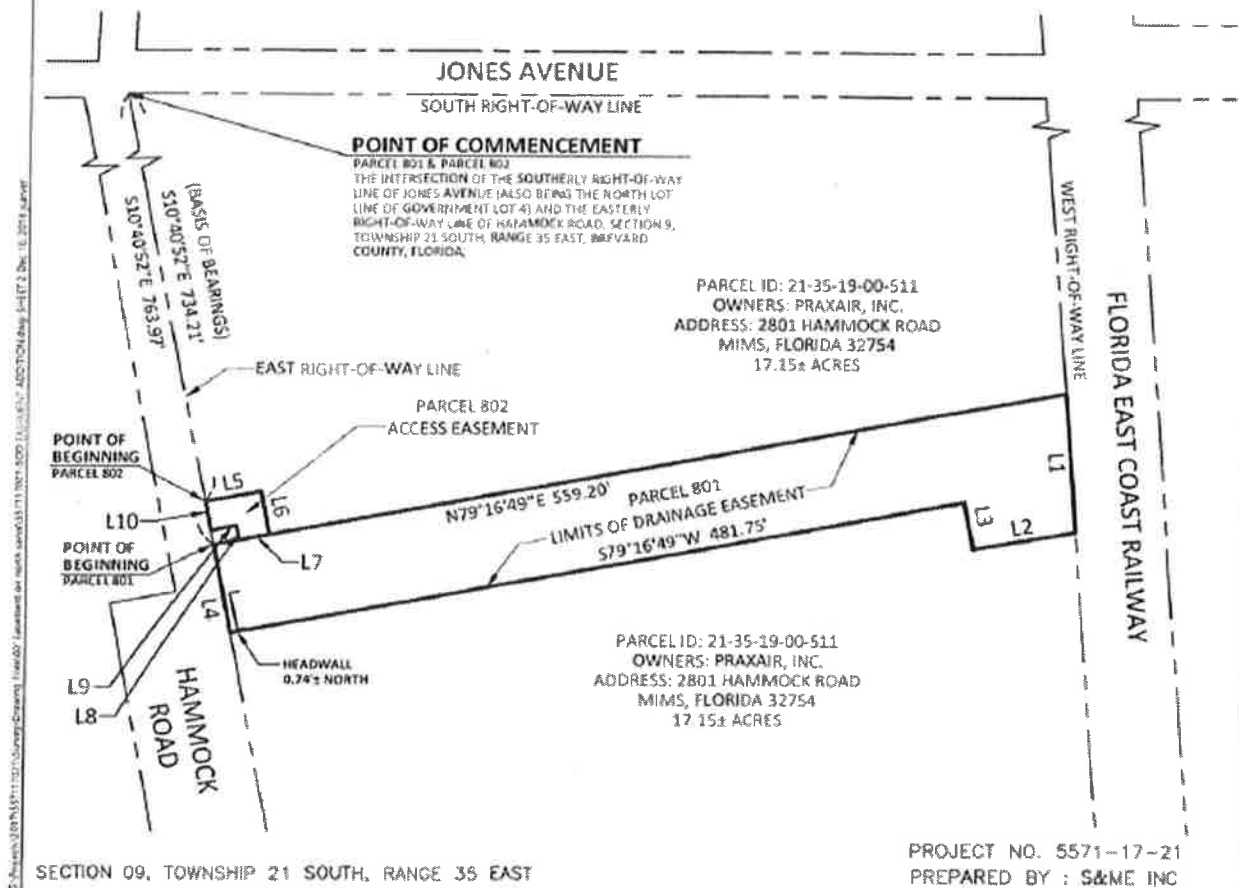 JONES AVENUE
SOUTH RIGHT-OF-WAY LINE
POINT OF COMMENCEMENT
PARCEL 801 & PARCEL 802
THE INTERSECTION OF THE SOUTHERLY RIGHT-OF-WAY
LINE OF JONES AVENUE (ALSO BEING THE NORTH LOT
LINE OF GOVERNMENT LOT 4) AND THE EASTERLY
RIGHT-OF-WAY LINE OF HAMMOCK ROAD, SECTION 9,
TOWNSHIP 21 SOUTH, RANGE 35 EAST, BREVARD
COUNTY, FLORIDA,
(BASIS OF BEARINGS)
S10°40'52"E 734.21'
S10°40'52"E 763.97'
WEST RIGHT-OF-WAY LINE
FLORIDA EAST COAST RAILWAY
PARCEL ID: 21-35-19-00-511
OWNERS: PRAXAIR, INC.
ADDRESS: 2801 HAMMOCK ROAD
MIMS, FLORIDA 32754
17.15± ACRES
EAST RIGHT-OF-WAY LINE
PARCEL 802
ACCESS EASEMENT
POINT OF
BEGINNING
PARCEL 802
L5
L6
L10
L1
N79°16'49"E 559.20'
PARCEL 801
LIMITS OF DRAINAGE EASEMENT
S79°16'49"W 481.75'
L3
L2
POINT OF
BEGINNING
PARCEL 801
L7
L4
HEADWALL
0.74'± NORTH
L9
L8
HAMMOCK
ROAD
PARCEL ID: 21-35-19-00-511
OWNERS: PRAXAIR, INC.
ADDRESS: 2801 HAMMOCK ROAD
MIMS, FLORIDA 32754
17.15± ACRES
SECTION 09, TOWNSHIP 21 SOUTH, RANGE 35 EAST
PROJECT NO. 5571-17-21
PREPARED BY : S&ME INC